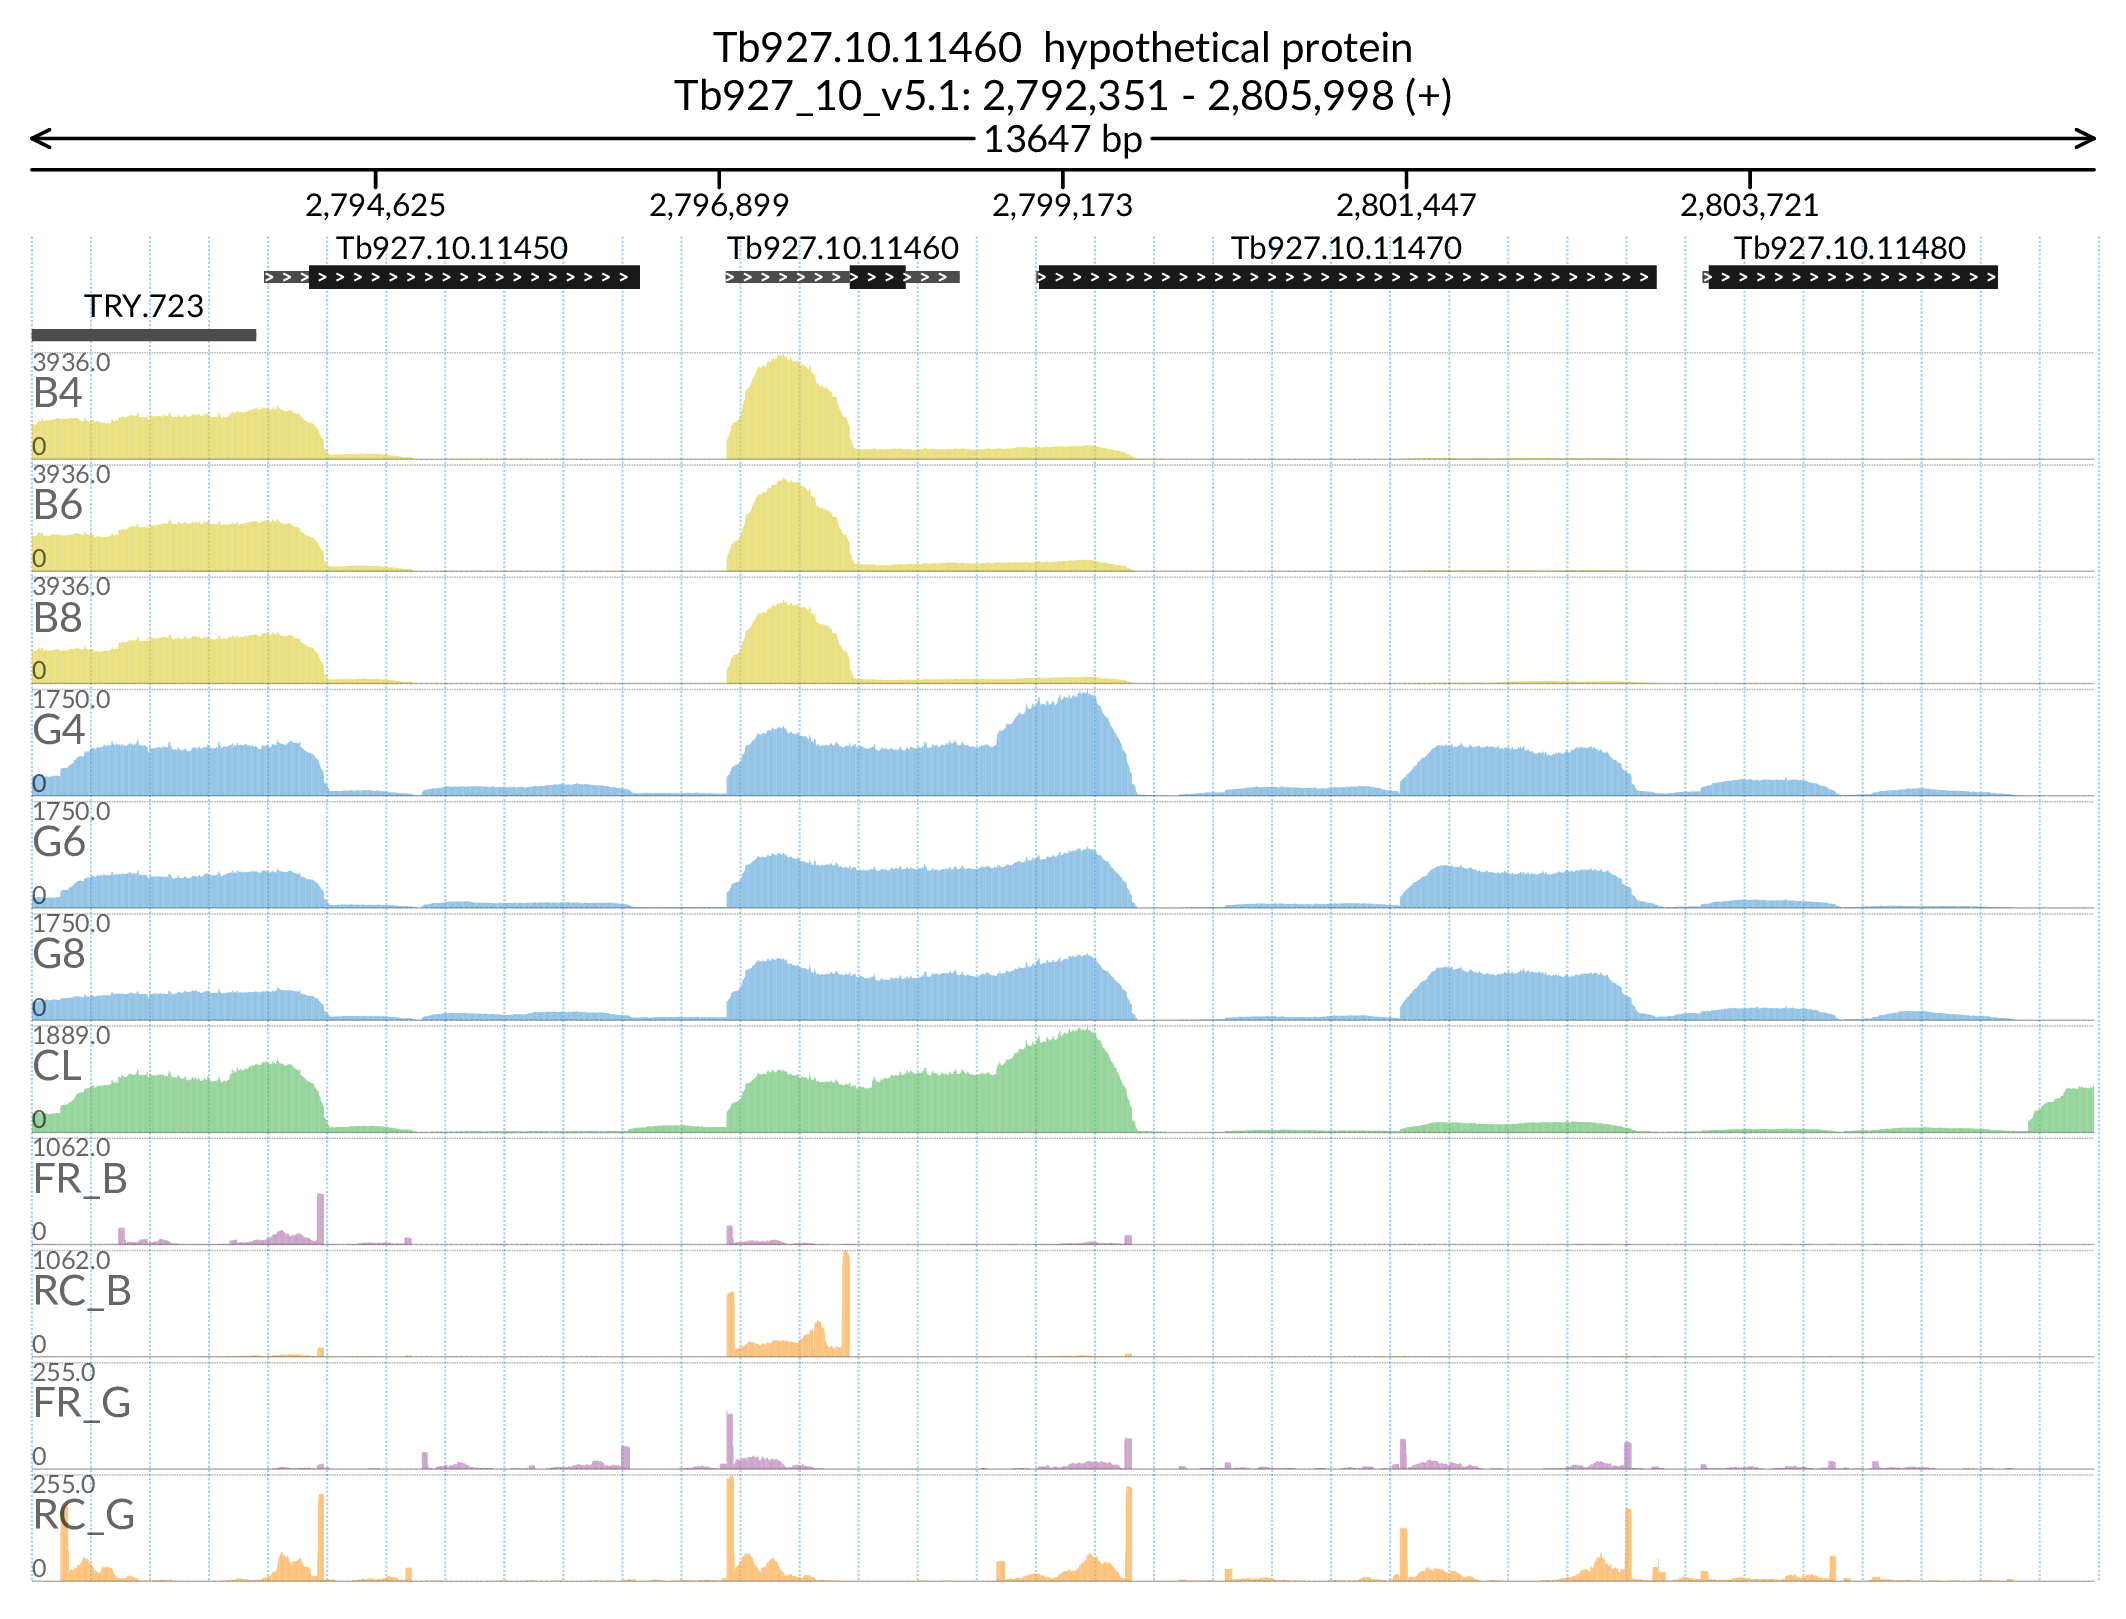 Tb927.10.11460  hypothetical protein
Tb927_10_v5.1: 2,792,351 - 2,805,998 (+)
13647 bp
2,794,625 2,796,899 2,799,173 2,801,447 2,803,721
Tb927.10.11450 Tb927.10.11460 Tb927.10.11470 Tb927.10.11480
TRY.723
3936.0
B4
0
3936.0
B6
0
3936.0
B8
0
1750.0
G4
0
1750.0
G6
0
1750.0
G8
0
1889.0
CL
0
1062.0
FR_B
0
1062.0
RC_B
0
255.0
FR_G
0
255.0
RC_G
0